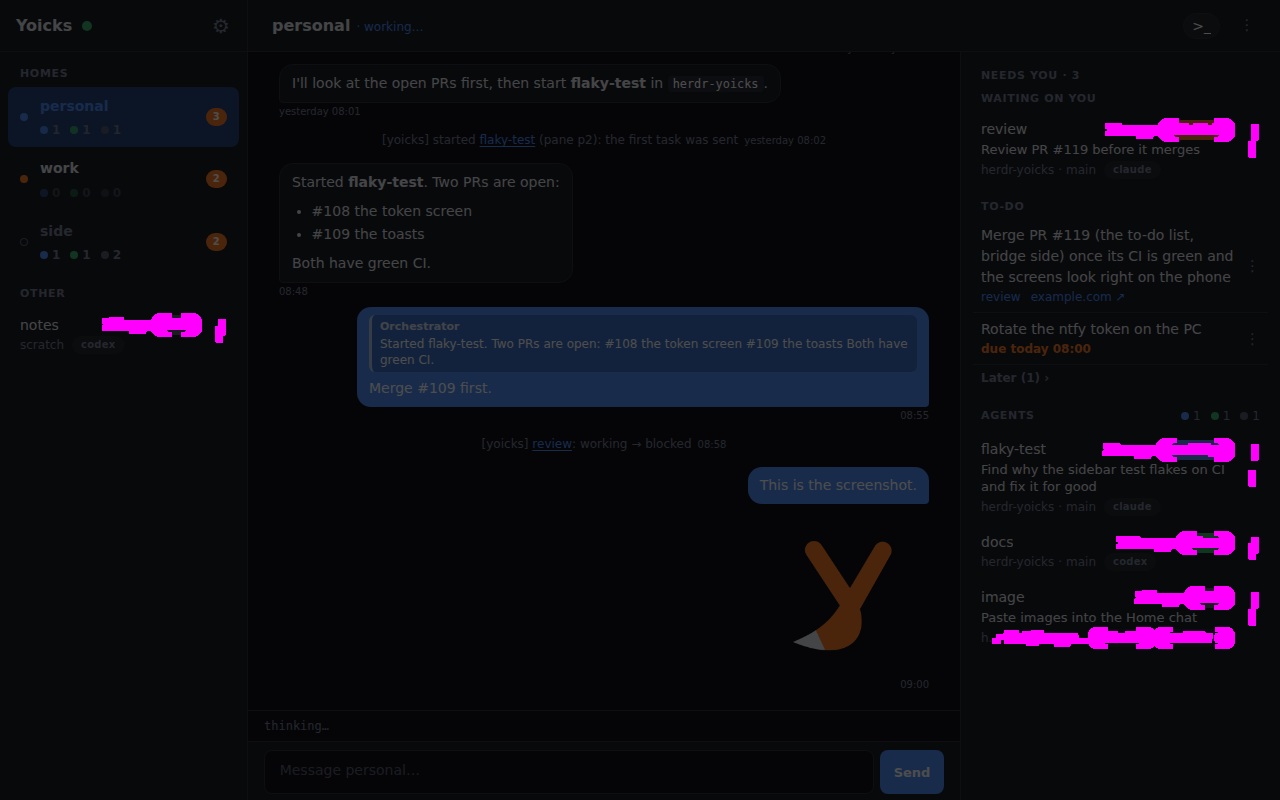 Yoicks
⚙
personal · working…
>_
⋮
HOMES
personal
1 1 1
3
work
0 0 0
2
side
1 1 2
2
OTHER
notes
scratch codex
I'll look at the open PRs first, then start flaky-test in herdr-yoicks.
yesterday 08:01
[yoicks] started flaky-test (pane p2); the first task was sent yesterday 08:02
Started flaky-test. Two PRs are open:
• #108 the token screen
• #109 the toasts
Both have green CI.
08:48
Orchestrator
Started flaky-test. Two PRs are open: #108 the token screen #109 the toasts Both have
green CI.
Merge #109 first.
08:55
[yoicks] review: working → blocked 08:58
This is the screenshot.
09:00
thinking…
Message personal…
Send
NEEDS YOU · 3
WAITING ON YOU
review
Review PR #119 before it merges
herdr-yoicks · main claude
TO-DO
Merge PR #119 (the to-do list,
bridge side) once its CI is green and
the screens look right on the phone
review example.com ↗
Rotate the ntfy token on the PC
due today 08:00
Later (1) ›
AGENTS 1 1 1
flaky-test
Find why the sidebar test flakes on CI
and fix it for good
herdr-yoicks · main claude
docs
herdr-yoicks · main codex
image
Paste images into the Home chat